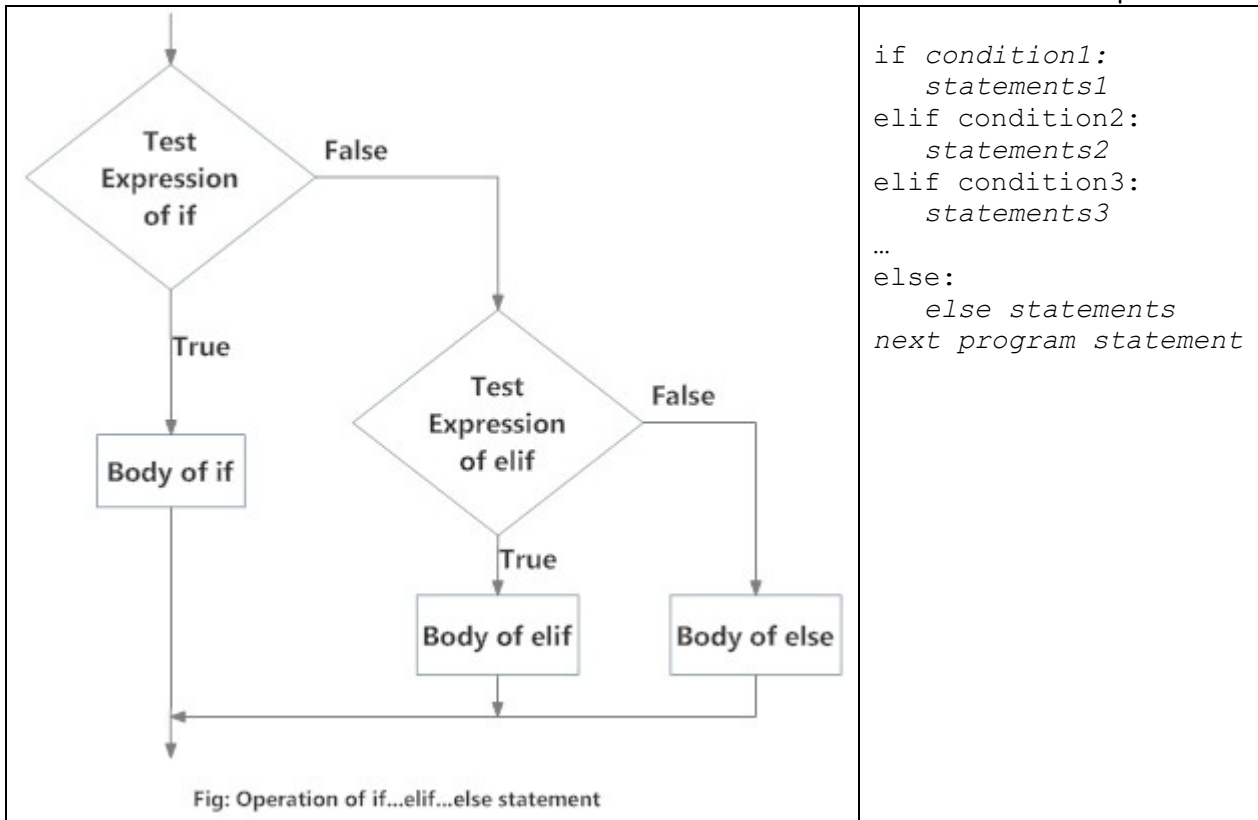 Test
Expression
of if
False
True
Body of if
Test
Expression
of elif
False
True
Body of elif
Body of else
Fig: Operation of if...elif...else statement
if condition1:
statements1
elif condition2:
statements2
elif condition3:
statements3
…
else:
else statements
next program statement